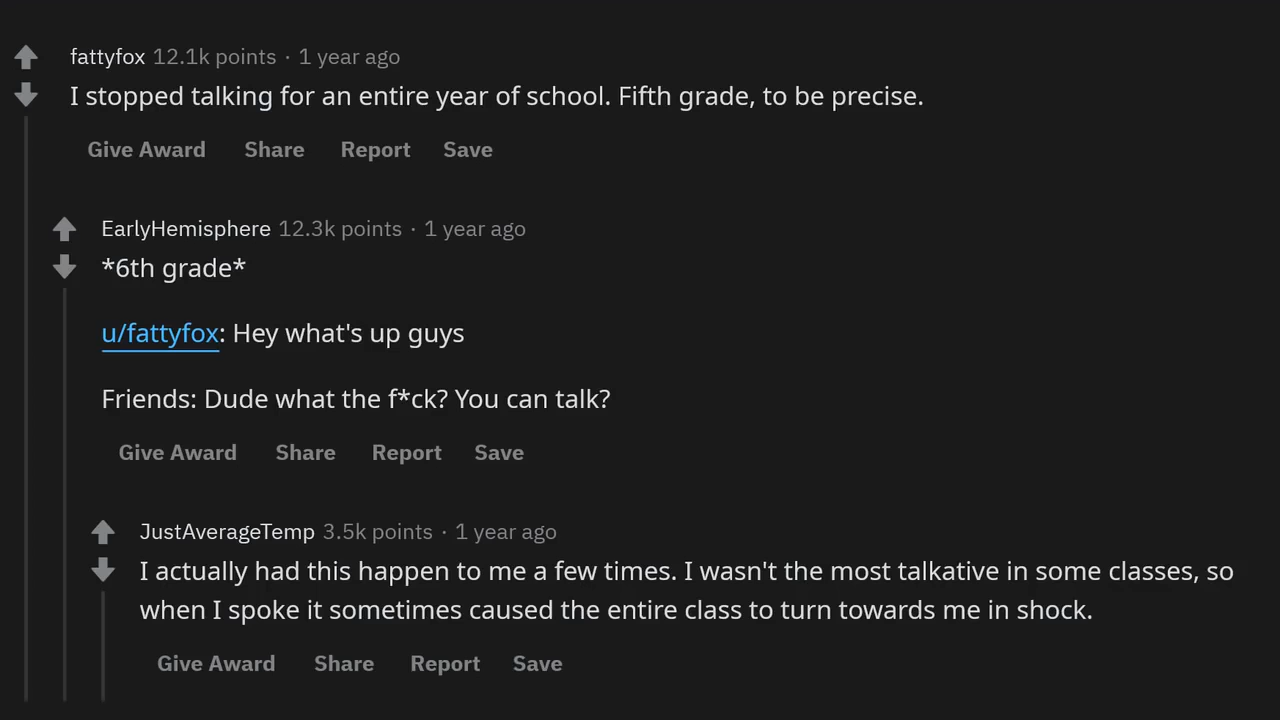 fattyfox 12.1k points · 1 year ago
I stopped talking for an entire year of school. Fifth grade, to be precise.
Give Award Share Report Save
EarlyHemisphere 12.3k points · 1 year ago
*6th grade*
u/fattyfox: Hey what's up guys
Friends: Dude what the f*ck? You can talk?
Give Award Share Report Save
JustAverageTemp 3.5k points · 1 year ago
I actually had this happen to me a few times. I wasn't the most talkative in some classes, so
when I spoke it sometimes caused the entire class to turn towards me in shock.
Give Award Share Report Save